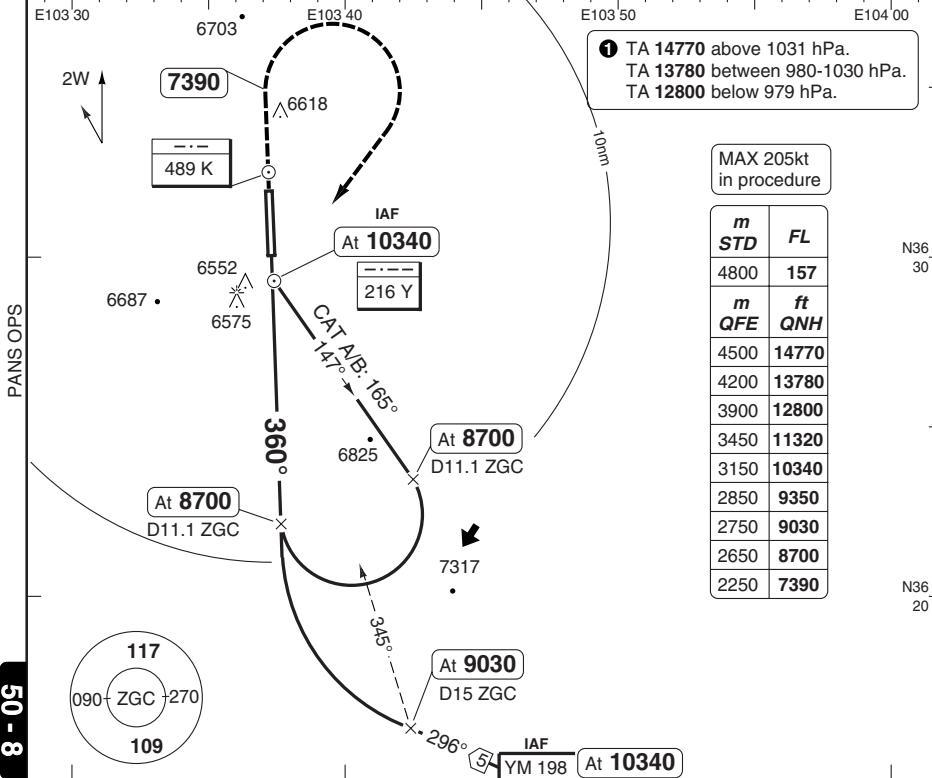 E103 30
E103 40
E103 50
E104 00
6703
❶ TA 14770 above 1031 hPa.
TA 13780 between 980-1030 hPa.
TA 12800 below 979 hPa.
2W
7390
6618
10nm
489 K
MAX 205kt
in procedure
IAF
At 10340
216 Y
m STD FL
4800 157
m QFE ft QNH
4500 14770
4200 13780
3900 12800
3450 11320
3150 10340
2850 9350
2750 9030
2650 8700
2250 7390
N36
30
6552
6687
6575
PANS OPS
CAT A/B: 165°
147°
360°
6825
At 8700
D11.1 ZGC
At 8700
D11.1 ZGC
7317
N36
20
345°
117
090 ZGC 270
109
At 9030
D15 ZGC
50 - 8
296°
5
IAF
YM 198
At 10340